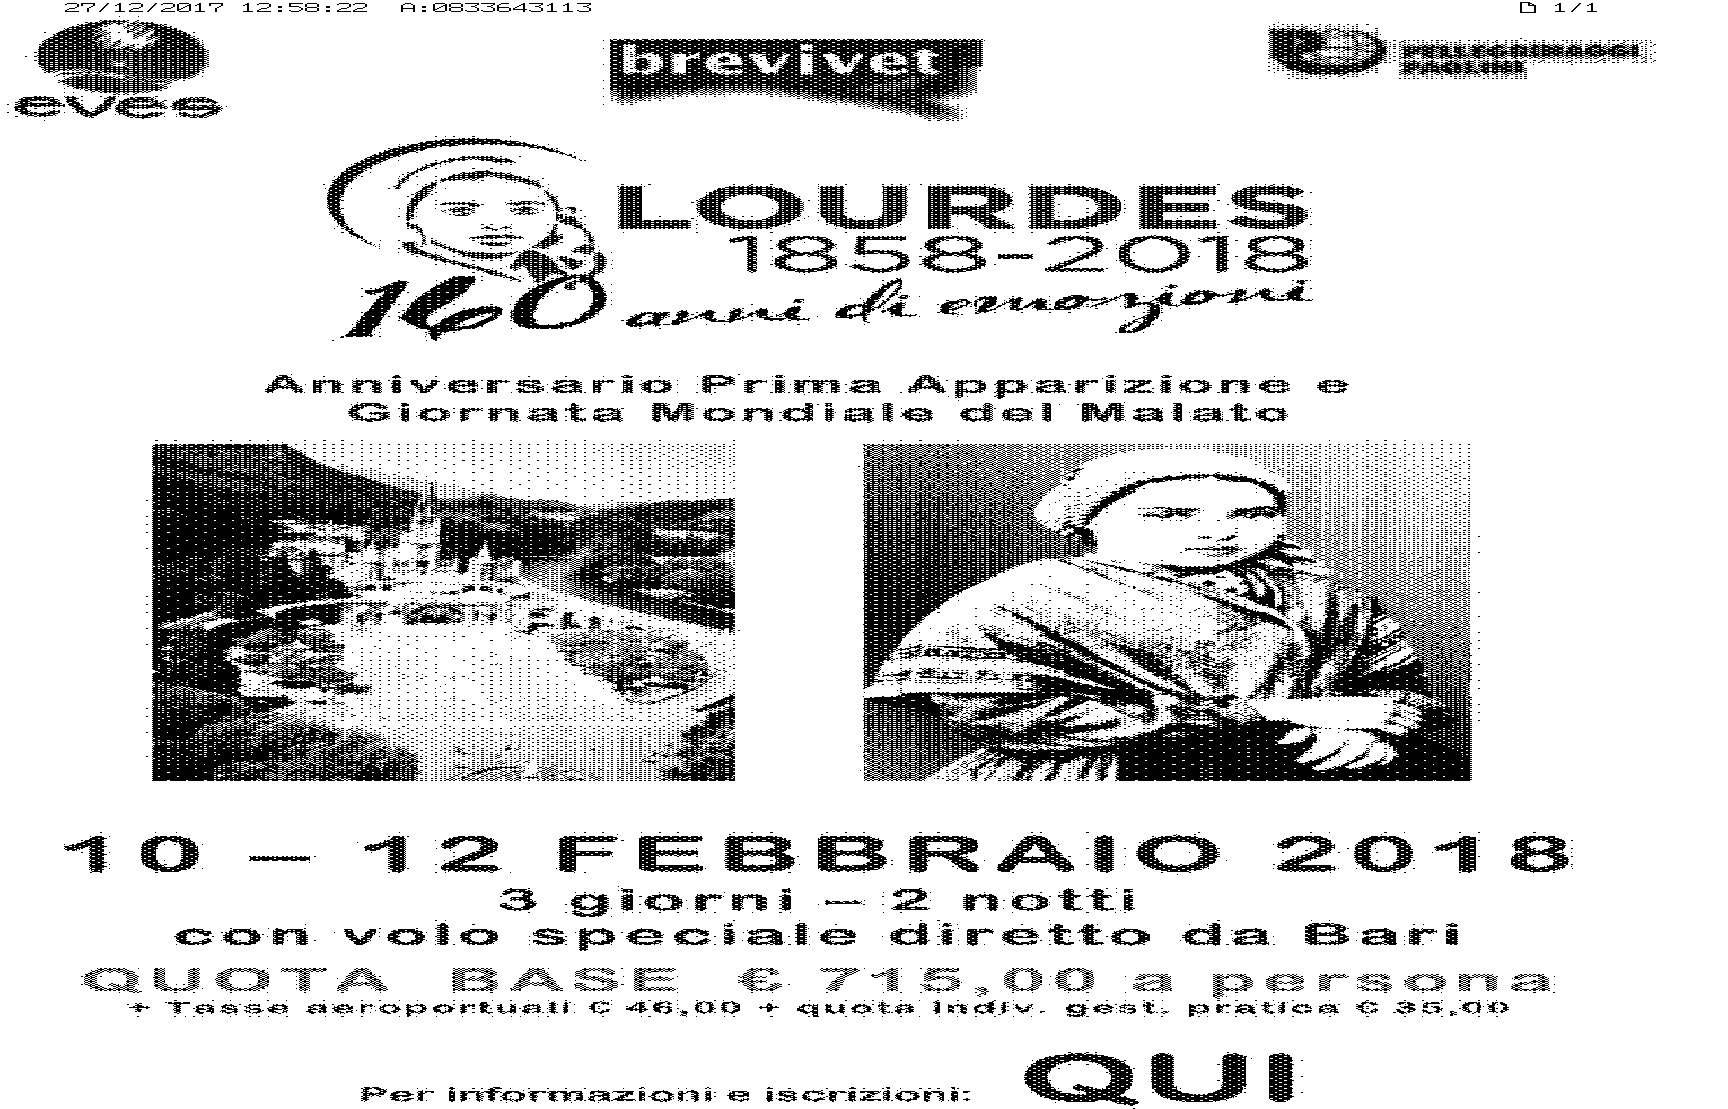 27/12/2017 12:58:22 A:0833643113 1/1
eves
brevivet
PELLEGRINAGGI
PAOLINI
LOURDES
1858-2018
160 anni di emozioni
Anniversario Prima Apparizione e
Giornata Mondiale del Malato
10 – 12 FEBBRAIO 2018
3 giorni – 2 notti
con volo speciale diretto da Bari
QUOTA BASE € 715,00 a persona
+ Tasse aeroportuali € 46,00 + quota indiv. gest. pratica € 35,00
Per informazioni e iscrizioni: QUI